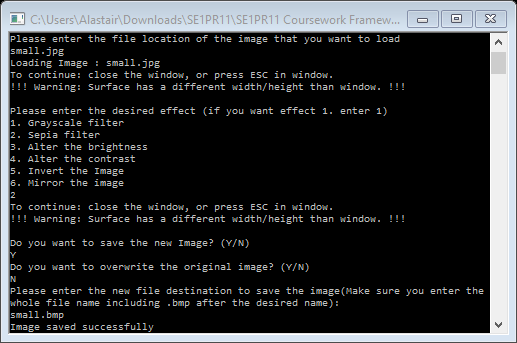 C:\Users\Alastair\Downloads\SE1PR11\SE1PR11 Coursework Framew...
Please enter the file location of the image that you want to load
small.jpg
Loading Image : small.jpg
To continue: close the window, or press ESC in window.
!!! Warning: Surface has a different width/height than window. !!!
Please enter the desired effect (if you want effect 1. enter 1)
1. Grayscale filter
2. Sepia filter
3. Alter the brightness
4. Alter the contrast
5. Invert the Image
6. Mirror the image
2
To continue: close the window, or press ESC in window.
!!! Warning: Surface has a different width/height than window. !!!
Do you want to save the new Image? (Y/N)
Y
Do you want to overwrite the original image? (Y/N)
N
Please enter the new file destination to save the image(Make sure you enter the
whole file name including .bmp after the desired name):
small.bmp
Image saved successfully